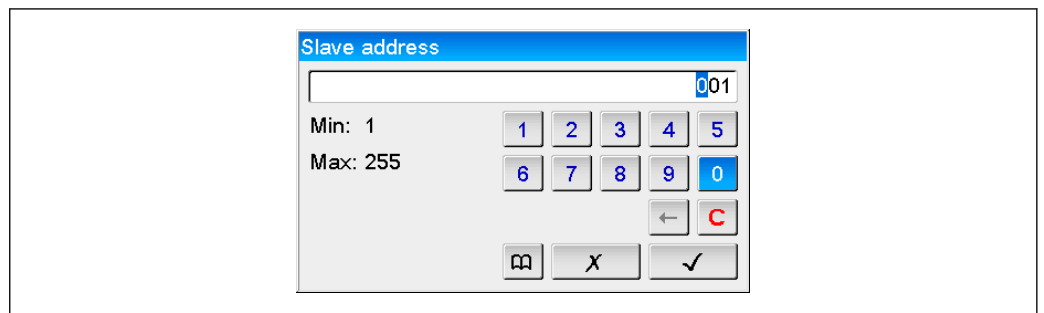 Slave address
001
Min: 1
1 2 3 4 5
Max: 255
6 7 8 9 0
← C
X ✓